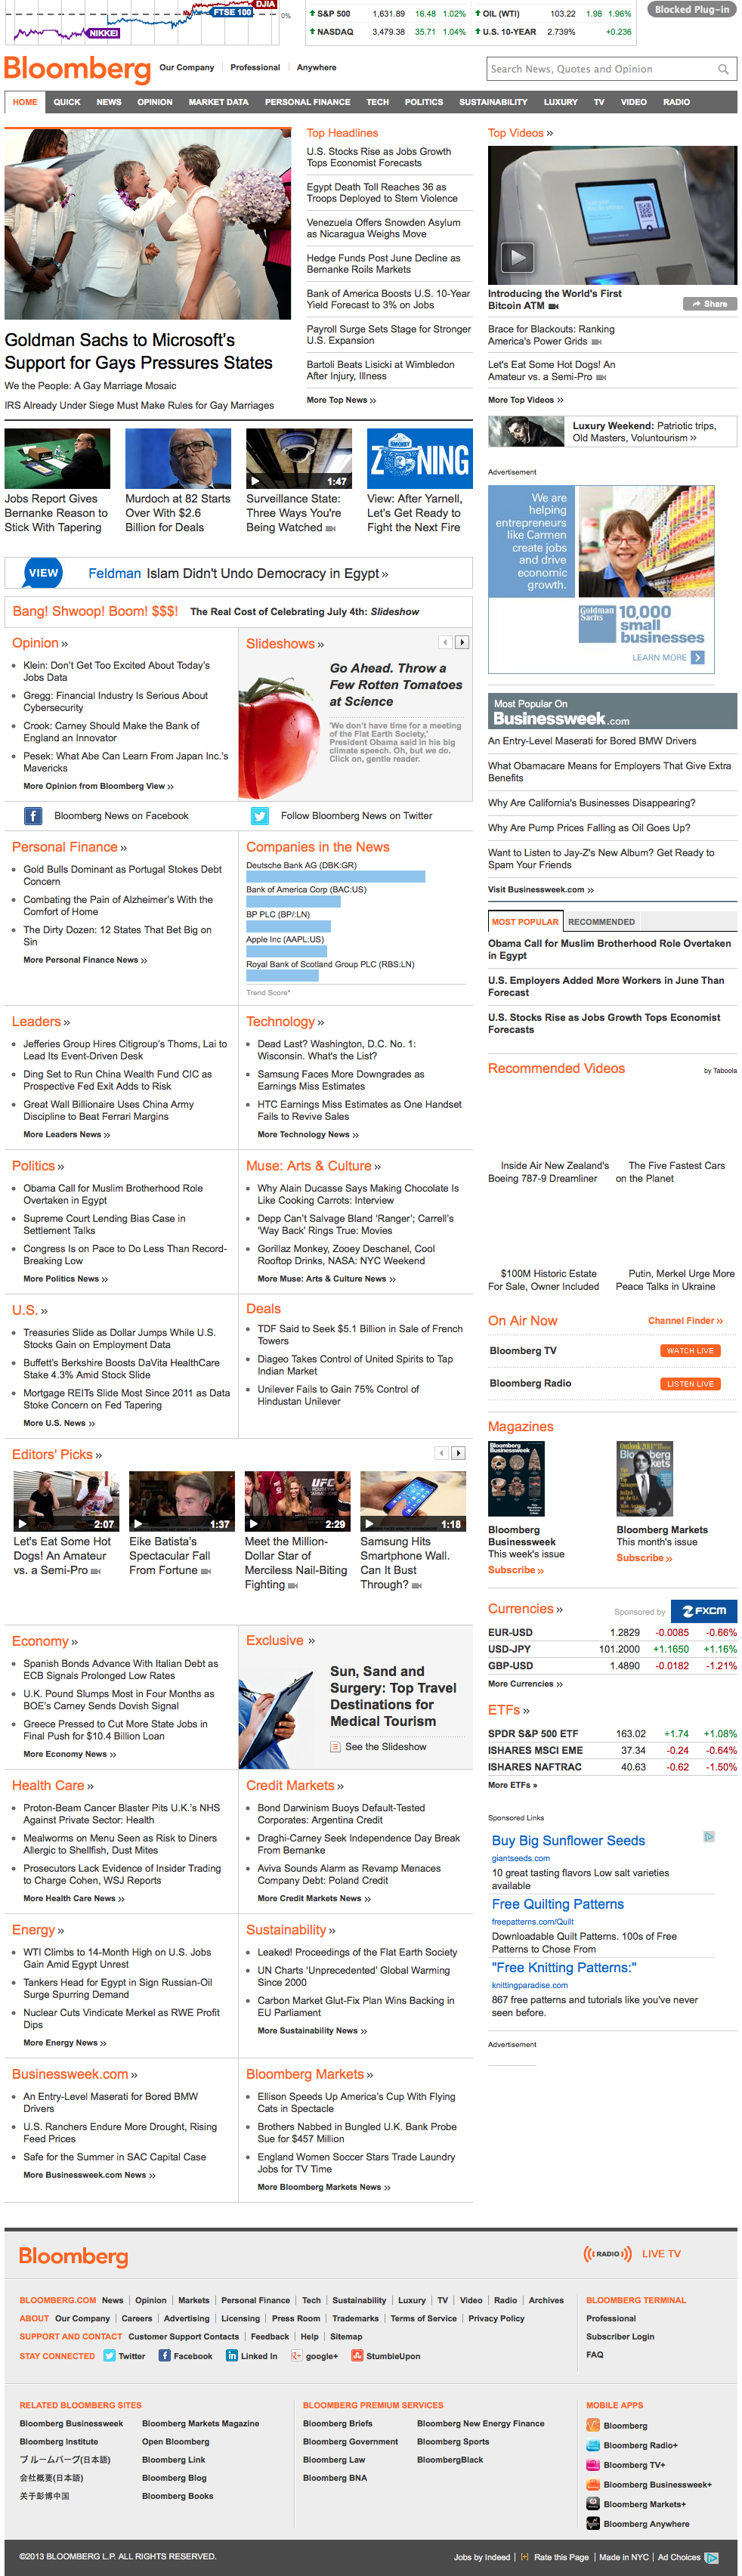 DJIA
FTSE 100
NIKKEI
0%
S&P 500 1,631.89 16.48 1.02%
NASDAQ 3,479.38 35.71 1.04%
OIL (WTI) 103.22 1.98 1.96%
U.S. 10-YEAR 2.739% +0.236
Blocked Plug-in
Bloomberg
Our Company Professional Anywhere
Search News, Quotes and Opinion
HOME QUICK NEWS OPINION MARKET DATA PERSONAL FINANCE TECH POLITICS SUSTAINABILITY LUXURY TV VIDEO RADIO
Goldman Sachs to Microsoft's
Support for Gays Pressures States
We the People: A Gay Marriage Mosaic
IRS Already Under Siege Must Make Rules for Gay Marriages
Top Headlines
U.S. Stocks Rise as Jobs Growth
Tops Economist Forecasts
Egypt Death Toll Reaches 36 as
Troops Deployed to Stem Violence
Venezuela Offers Snowden Asylum
as Nicaragua Weighs Move
Hedge Funds Post June Decline as
Bernanke Roils Markets
Bank of America Boosts U.S. 10-Year
Yield Forecast to 3% on Jobs
Payroll Surge Sets Stage for Stronger
U.S. Expansion
Bartoli Beats Lisicki at Wimbledon
After Injury, Illness
More Top News »
Top Videos »
Introducing the World's First
Bitcoin ATM
Share
Brace for Blackouts: Ranking
America's Power Grids
Let's Eat Some Hot Dogs! An
Amateur vs. a Semi-Pro
More Top Videos »
Luxury Weekend: Patriotic trips,
Old Masters, Voluntourism »
Jobs Report Gives
Bernanke Reason to
Stick With Tapering
Murdoch at 82 Starts
Over With $2.6
Billion for Deals
1:47
Surveillance State:
Three Ways You're
Being Watched
SMOKEY
ZONING
View: After Yarnell,
Let's Get Ready to
Fight the Next Fire
Advertisement
We are
helping
entrepreneurs
like Carmen
create jobs
and drive
economic
growth.
Goldman
Sachs
10,000
small
businesses
LEARN MORE
VIEW Feldman Islam Didn't Undo Democracy in Egypt »
Bang! Shwoop! Boom! $$$! The Real Cost of Celebrating July 4th: Slideshow
Opinion »
Klein: Don't Get Too Excited About Today's
Jobs Data
Gregg: Financial Industry Is Serious About
Cybersecurity
Crook: Carney Should Make the Bank of
England an Innovator
Pesek: What Abe Can Learn From Japan Inc.'s
Mavericks
More Opinion from Bloomberg View »
Slideshows »
Go Ahead. Throw a
Few Rotten Tomatoes
at Science
'We don't have time for a meeting
of the Flat Earth Society,'
President Obama said in his big
climate speech. Oh, but we do.
Click on, gentle reader.
Most Popular On
Businessweek.com
An Entry-Level Maserati for Bored BMW Drivers
What Obamacare Means for Employers That Give Extra
Benefits
Why Are California's Businesses Disappearing?
Why Are Pump Prices Falling as Oil Goes Up?
Want to Listen to Jay-Z's New Album? Get Ready to
Spam Your Friends
Visit Businessweek.com »
Bloomberg News on Facebook
Follow Bloomberg News on Twitter
Personal Finance »
Gold Bulls Dominant as Portugal Stokes Debt
Concern
Combating the Pain of Alzheimer's With the
Comfort of Home
The Dirty Dozen: 12 States That Bet Big on
Sin
More Personal Finance News »
Companies in the News
Deutsche Bank AG (DBK:GR)
Bank of America Corp (BAC:US)
BP PLC (BP/:LN)
Apple Inc (AAPL:US)
Royal Bank of Scotland Group PLC (RBS:LN)
Trend Score*
MOST POPULAR RECOMMENDED
Obama Call for Muslim Brotherhood Role Overtaken
in Egypt
U.S. Employers Added More Workers in June Than
Forecast
U.S. Stocks Rise as Jobs Growth Tops Economist
Forecasts
Leaders »
Jefferies Group Hires Citigroup's Thoms, Lai to
Lead Its Event-Driven Desk
Ding Set to Run China Wealth Fund CIC as
Prospective Fed Exit Adds to Risk
Great Wall Billionaire Uses China Army
Discipline to Beat Ferrari Margins
More Leaders News »
Technology »
Dead Last? Washington, D.C. No. 1:
Wisconsin. What's the List?
Samsung Faces More Downgrades as
Earnings Miss Estimates
HTC Earnings Miss Estimates as One Handset
Fails to Revive Sales
More Technology News »
Recommended Videos
by Taboola
Inside Air New Zealand's
Boeing 787-9 Dreamliner
The Five Fastest Cars
on the Planet
$100M Historic Estate
For Sale, Owner Included
Putin, Merkel Urge More
Peace Talks in Ukraine
Politics »
Obama Call for Muslim Brotherhood Role
Overtaken in Egypt
Supreme Court Lending Bias Case in
Settlement Talks
Congress Is on Pace to Do Less Than Record-
Breaking Low
More Politics News »
Muse: Arts & Culture »
Why Alain Ducasse Says Making Chocolate Is
Like Cooking Carrots: Interview
Depp Can't Salvage Bland 'Ranger'; Carrell's
'Way Back' Rings True: Movies
Gorillaz Monkey, Zooey Deschanel, Cool
Rooftop Drinks, NASA: NYC Weekend
More Muse: Arts & Culture News »
U.S. »
Treasuries Slide as Dollar Jumps While U.S.
Stocks Gain on Employment Data
Buffett's Berkshire Boosts DaVita HealthCare
Stake 4.3% Amid Stock Slide
Mortgage REITs Slide Most Since 2011 as Data
Stoke Concern on Fed Tapering
More U.S. News »
Deals
TDF Said to Seek $5.1 Billion in Sale of French
Towers
Diageo Takes Control of United Spirits to Tap
Indian Market
Unilever Fails to Gain 75% Control of
Hindustan Unilever
On Air Now
Channel Finder »
Bloomberg TV WATCH LIVE
Bloomberg Radio LISTEN LIVE
Magazines
Bloomberg
Businessweek
This week's issue
Subscribe »
Bloomberg Markets
This month's issue
Subscribe »
Editors' Picks »
2:07
Let's Eat Some Hot
Dogs! An Amateur
vs. a Semi-Pro
1:37
Eike Batista's
Spectacular Fall
From Fortune
UFC
2:29
Meet the Million-
Dollar Star of
Merciless Nail-Biting
Fighting
1:18
Samsung Hits
Smartphone Wall.
Can It Bust
Through?
Currencies »
Sponsored by FXCM
EUR-USD 1.2829 -0.0085 -0.66%
USD-JPY 101.2000 +1.1650 +1.16%
GBP-USD 1.4890 -0.0182 -1.21%
More Currencies »
ETFs »
SPDR S&P 500 ETF 163.02 +1.74 +1.08%
ISHARES MSCI EME 37.34 -0.24 -0.64%
ISHARES NAFTRAC 40.63 -0.62 -1.50%
More ETFs »
Economy »
Spanish Bonds Advance With Italian Debt as
ECB Signals Prolonged Low Rates
U.K. Pound Slumps Most in Four Months as
BOE's Carney Sends Dovish Signal
Greece Pressed to Cut More State Jobs in
Final Push for $10.4 Billion Loan
More Economy News »
Exclusive »
Sun, Sand and
Surgery: Top Travel
Destinations for
Medical Tourism
See the Slideshow
Health Care »
Proton-Beam Cancer Blaster Pits U.K.'s NHS
Against Private Sector: Health
Mealworms on Menu Seen as Risk to Diners
Allergic to Shellfish, Dust Mites
Prosecutors Lack Evidence of Insider Trading
to Charge Cohen, WSJ Reports
More Health Care News »
Credit Markets »
Bond Darwinism Buoys Default-Tested
Corporates: Argentina Credit
Draghi-Carney Seek Independence Day Break
From Bernanke
Aviva Sounds Alarm as Revamp Menaces
Company Debt: Poland Credit
More Credit Markets News »
Sponsored Links
Buy Big Sunflower Seeds
giantseeds.com
10 great tasting flavors Low salt varieties
available
Free Quilting Patterns
freepatterns.com/Quilt
Downloadable Quilt Patterns. 100s of Free
Patterns to Chose From
"Free Knitting Patterns:"
knittingparadise.com
867 free patterns and tutorials like you've never
seen before.
Advertisement
Energy »
WTI Climbs to 14-Month High on U.S. Jobs
Gain Amid Egypt Unrest
Tankers Head for Egypt in Sign Russian-Oil
Surge Spurring Demand
Nuclear Cuts Vindicate Merkel as RWE Profit
Dips
More Energy News »
Sustainability »
Leaked! Proceedings of the Flat Earth Society
UN Charts 'Unprecedented' Global Warming
Since 2000
Carbon Market Glut-Fix Plan Wins Backing in
EU Parliament
More Sustainability News »
Businessweek.com »
An Entry-Level Maserati for Bored BMW
Drivers
U.S. Ranchers Endure More Drought, Rising
Feed Prices
Safe for the Summer in SAC Capital Case
More Businessweek.com News »
Bloomberg Markets »
Ellison Speeds Up America's Cup With Flying
Cats in Spectacle
Brothers Nabbed in Bungled U.K. Bank Probe
Sue for $457 Million
England Women Soccer Stars Trade Laundry
Jobs for TV Time
More Bloomberg Markets News »
Bloomberg
RADIO LIVE TV
BLOOMBERG.COM News Opinion Markets Personal Finance Tech Sustainability Luxury TV Video Radio Archives
ABOUT Our Company Careers Advertising Licensing Press Room Trademarks Terms of Service Privacy Policy
SUPPORT AND CONTACT Customer Support Contacts Feedback Help Sitemap
STAY CONNECTED Twitter Facebook Linked In google+ StumbleUpon
BLOOMBERG TERMINAL
Professional
Subscriber Login
FAQ
RELATED BLOOMBERG SITES
Bloomberg Businessweek
Bloomberg Institute
ブルームバーグ(日本語)
会社概要(日本語)
关于彭博中国
Bloomberg Markets Magazine
Open Bloomberg
Bloomberg Link
Bloomberg Blog
Bloomberg Books
BLOOMBERG PREMIUM SERVICES
Bloomberg Briefs
Bloomberg Government
Bloomberg Law
Bloomberg BNA
Bloomberg New Energy Finance
Bloomberg Sports
BloombergBlack
MOBILE APPS
Bloomberg
Bloomberg Radio+
Bloomberg TV+
Bloomberg Businessweek+
Bloomberg Markets+
Bloomberg Anywhere
©2013 BLOOMBERG L.P. ALL RIGHTS RESERVED.
Jobs by Indeed [+] Rate this Page Made in NYC Ad Choices